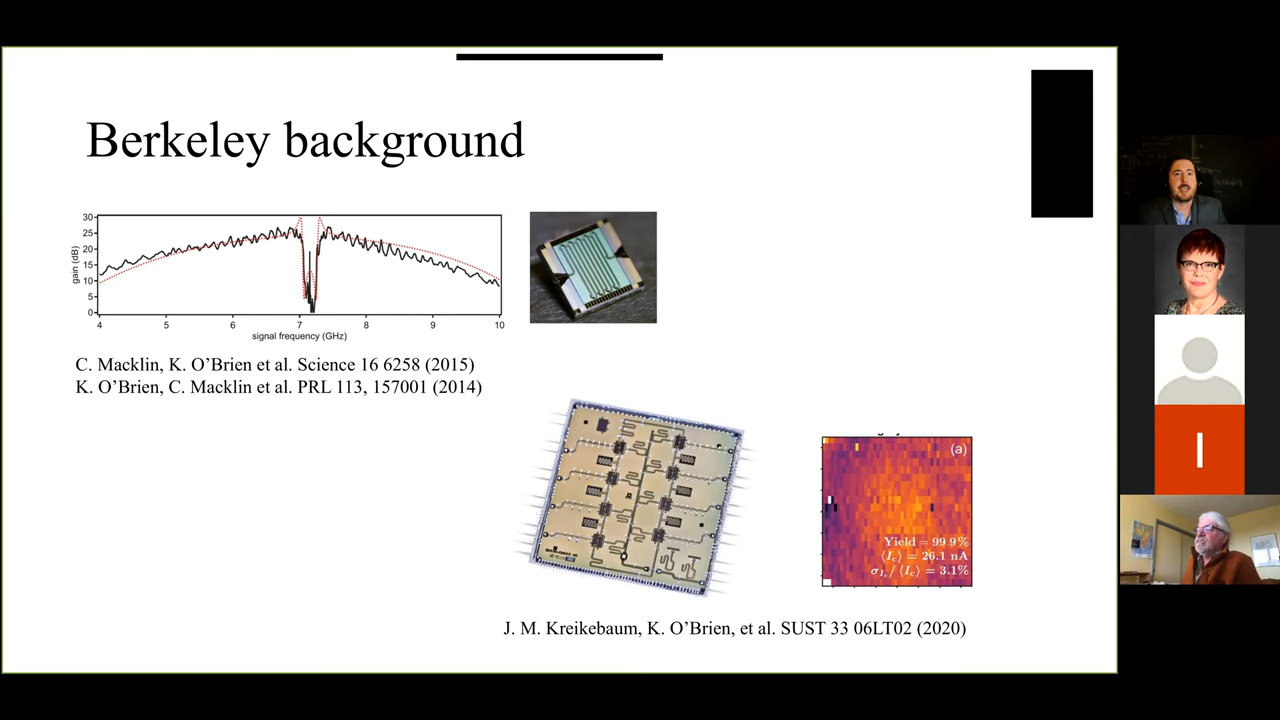 Berkeley background
30
25
20
15
10
5
0
gain (dB)
4 5 6 7 8 9 10
signal frequency (GHz)
C. Macklin, K. O’Brien et al. Science 16 6258 (2015)
K. O’Brien, C. Macklin et al. PRL 113, 157001 (2014)
(a)
Yield = 99.9%
⟨I_c⟩ = 26.1 nA
σ_{I_c}/⟨I_c⟩ = 3.1%
J. M. Kreikebaum, K. O’Brien, et al. SUST 33 06LT02 (2020)
I